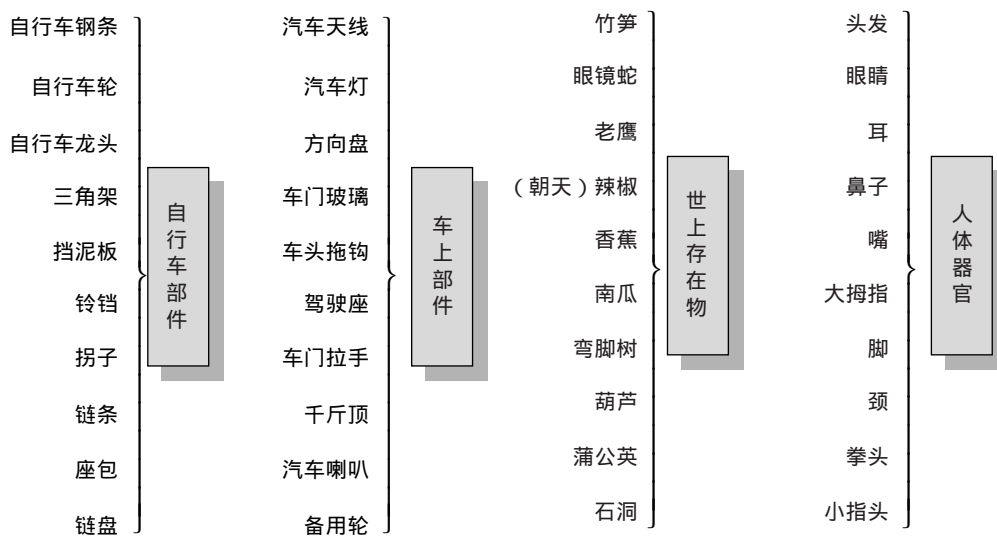 自行车钢条
自行车轮
自行车龙头
三角架
挡泥板
铃铛
拐子
链条
座包
链盘
自行车部件
汽车天线
汽车灯
方向盘
车门玻璃
车头拖钩
驾驶座
车门拉手
千斤顶
汽车喇叭
备用轮
车上部件
竹笋
眼镜蛇
老鹰
(朝天)辣椒
香蕉
南瓜
弯脚树
葫芦
蒲公英
石洞
世上存在物
头发
眼睛
耳
鼻子
嘴
大拇指
脚
颈
拳头
小指头
人体器官